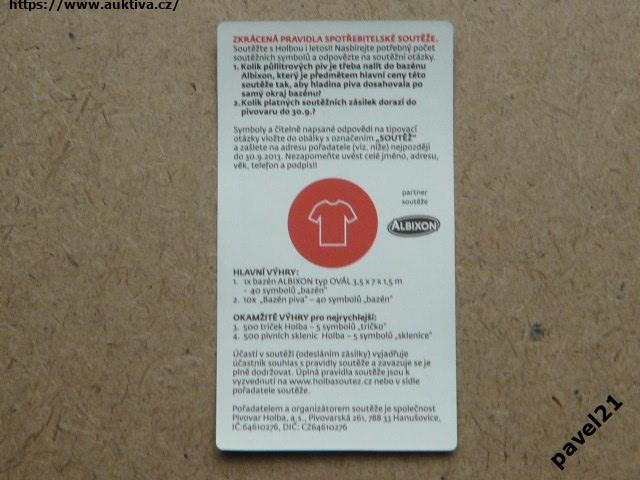 https://www.auktiva.cz/
ZKRÁCENÁ PRAVIDLA SPOTŘEBITELSKÉ SOUTĚŽE.
Soutěžte s Holbou i letos!! Nasbírejte potřebný počet
soutěžních symbolů a odpovězte na soutěžní otázky.
1. Kolik půllitrových piv je třeba nalít do bazénu
Albixon, který je předmětem hlavní ceny této
soutěže tak, aby hladina piva dosahovala po
samý okraj bazénu?
2. Kolik platných soutěžních zásilek dorazí do
pivovaru do 30.9.?
Symboly a čitelně napsané odpovědi na tipovací
otázky vložte do obálky s označením „SOUTĚŽ“
a zašlete na adresu pořadatele (viz. níže) nejpozději
do 30.9.2013. Nezapomeňte uvést celé jméno, adresu,
věk, telefon a podpis!!
partner
soutěže
ALBIXON
HLAVNÍ VÝHRY:
1. 1x bazén ALBIXON typ OVÁL 3,5 x 7 x 1,5 m
- 40 symbolů „bazén“
2. 10x „Bazén piva“ – 40 symbolů „bazén“
OKAMŽITÉ VÝHRY pro nejrychlejší:
3. 500 triček Holba – 5 symbolů „tričko“
4. 500 pivních sklenic Holba – 5 symbolů „sklenice“
Účastí v soutěži (odesláním zásilky) vyjadřuje
účastník souhlas s pravidly soutěže a zavazuje se je
plně dodržovat. Úplná pravidla soutěže jsou k
vyzvednutí na www.holbasoutez.cz nebo v sídle
pořadatele soutěže.
Pořadatelem a organizátorem soutěže je společnost
Pivovar Holba, a.s., Pivovarská 261, 788 33 Hanušovice,
IČ:64610276, DIČ: CZ64610276
pavel21